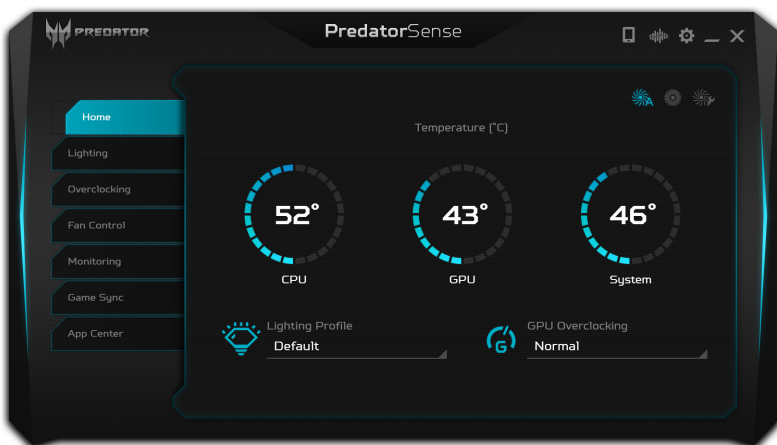 PREDATOR
PredatorSense
Home
Lighting
Overclocking
Fan Control
Monitoring
Game Sync
App Center
A
Temperature (°C)
52°
43°
46°
CPU
GPU
System
Lighting Profile
Default
G
GPU Overclocking
Normal